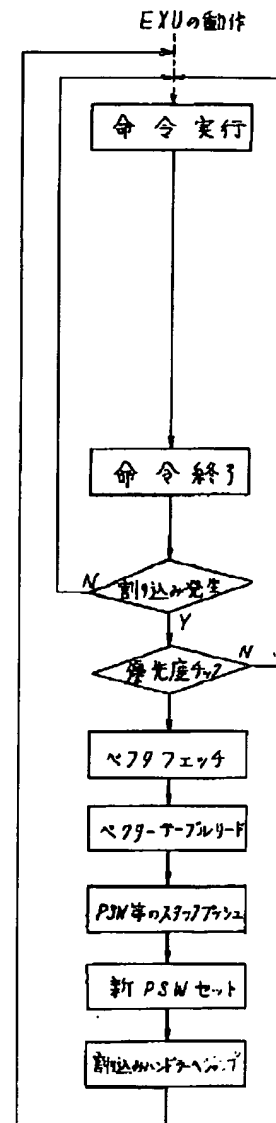 EXUの動作
命令実行
命令終了
割り込み発生
N
Y
優先度チック
N
ベクタフェッチ
ベクターテーブルリード
PSW等のスタックプッシュ
新PSWセット
割り込みハンドラーへジャンプ